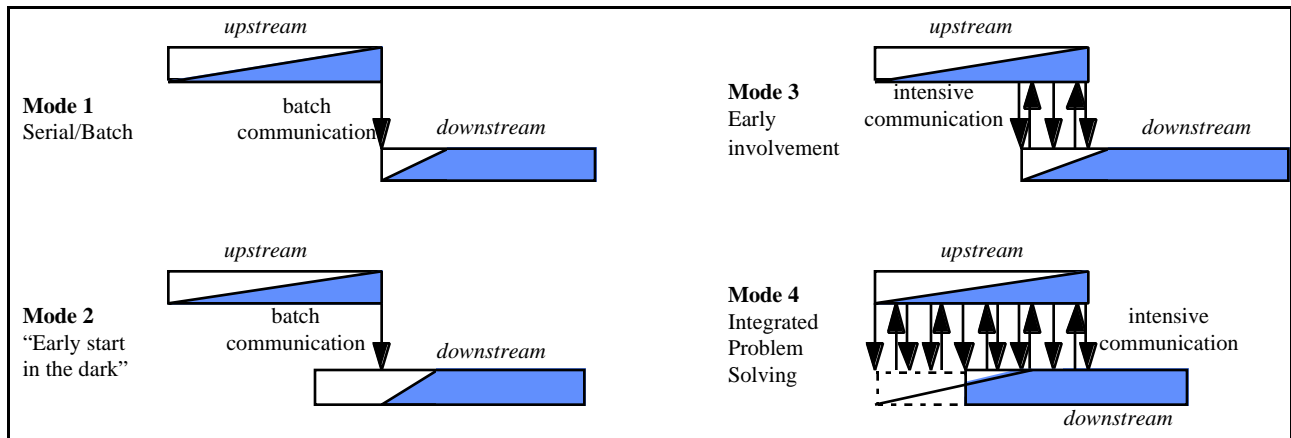 upstream
Mode 1
Serial/Batch
batch
communication
downstream
upstream
Mode 3
Early
involvement
intensive
communication
downstream
upstream
Mode 2
“Early start
in the dark”
batch
communication
downstream
upstream
Mode 4
Integrated
Problem
Solving
intensive
communication
downstream